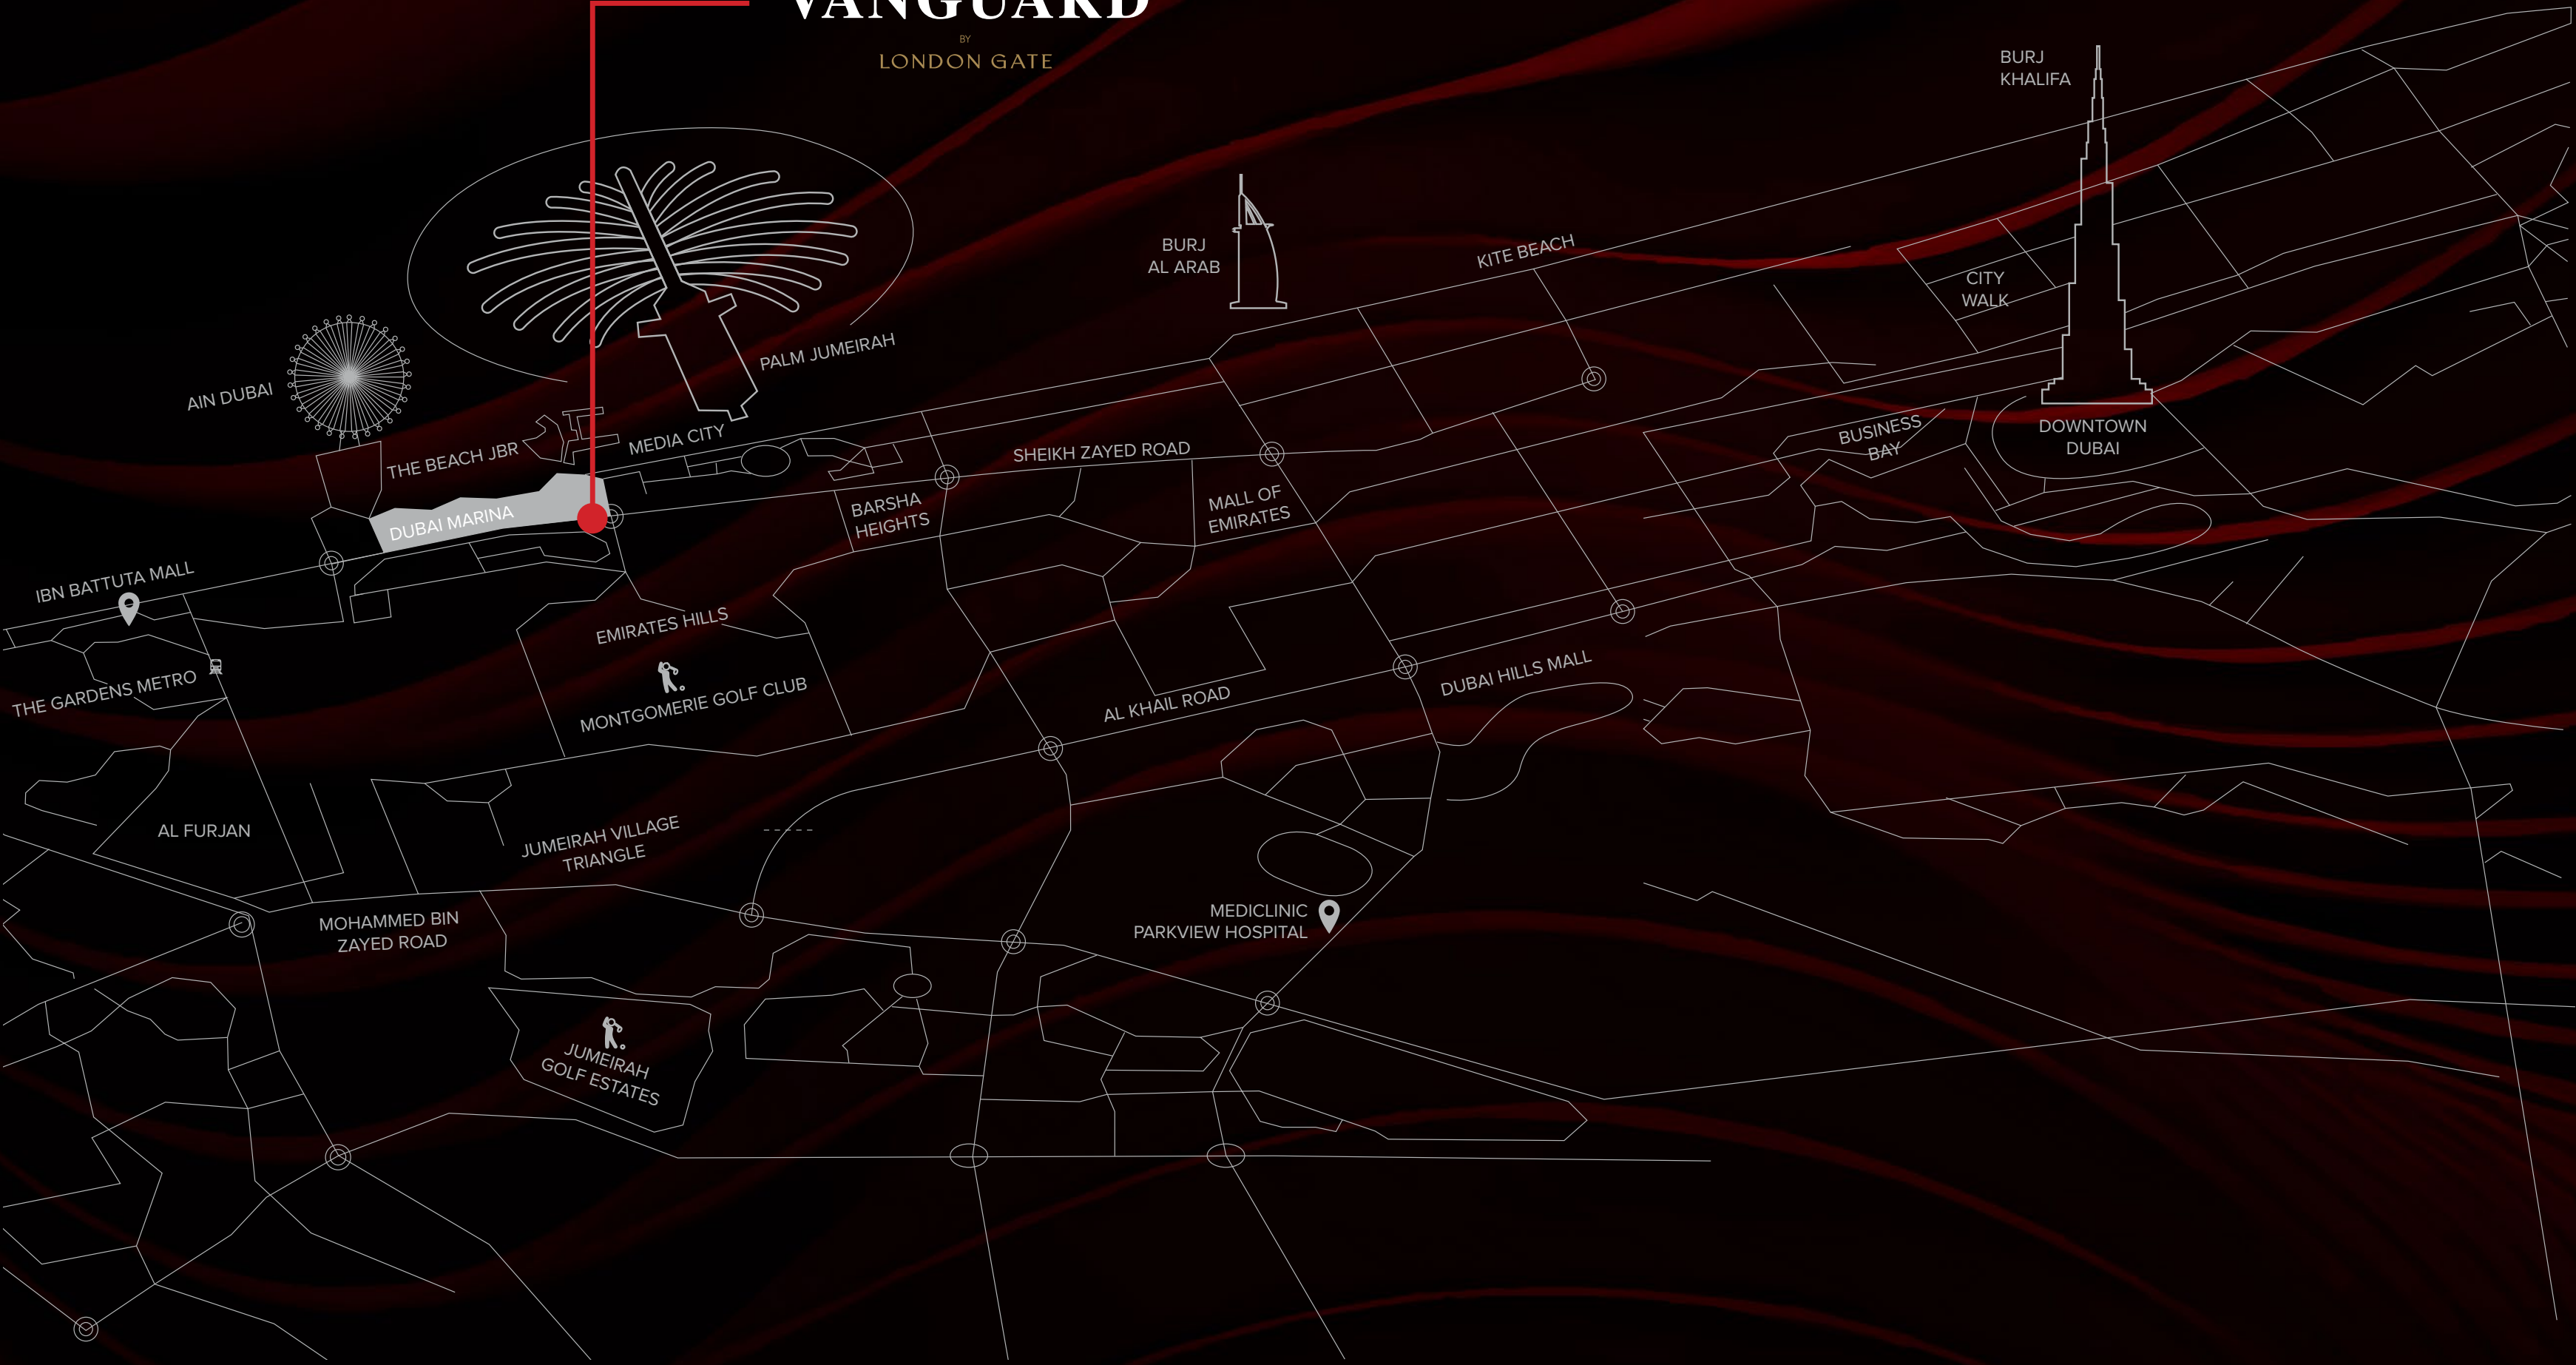 VANGUARD
BY
LONDON GATE
BURJ
KHALIFA
BURJ
AL ARAB
KITE BEACH
CITY
WALK
PALM JUMEIRAH
AIN DUBAI
THE BEACH JBR
MEDIA CITY
SHEIKH ZAYED ROAD
BUSINESS
BAY
DOWNTOWN
DUBAI
DUBAI MARINA
BARSHA
HEIGHTS
MALL OF
EMIRATES
IBN BATTUTA MALL
EMIRATES HILLS
THE GARDENS METRO
MONTGOMERIE GOLF CLUB
AL KHAIL ROAD
DUBAI HILLS MALL
AL FURJAN
JUMEIRAH VILLAGE
TRIANGLE
MOHAMMED BIN
ZAYED ROAD
MEDICLINIC
PARKVIEW HOSPITAL
JUMEIRAH
GOLF ESTATES